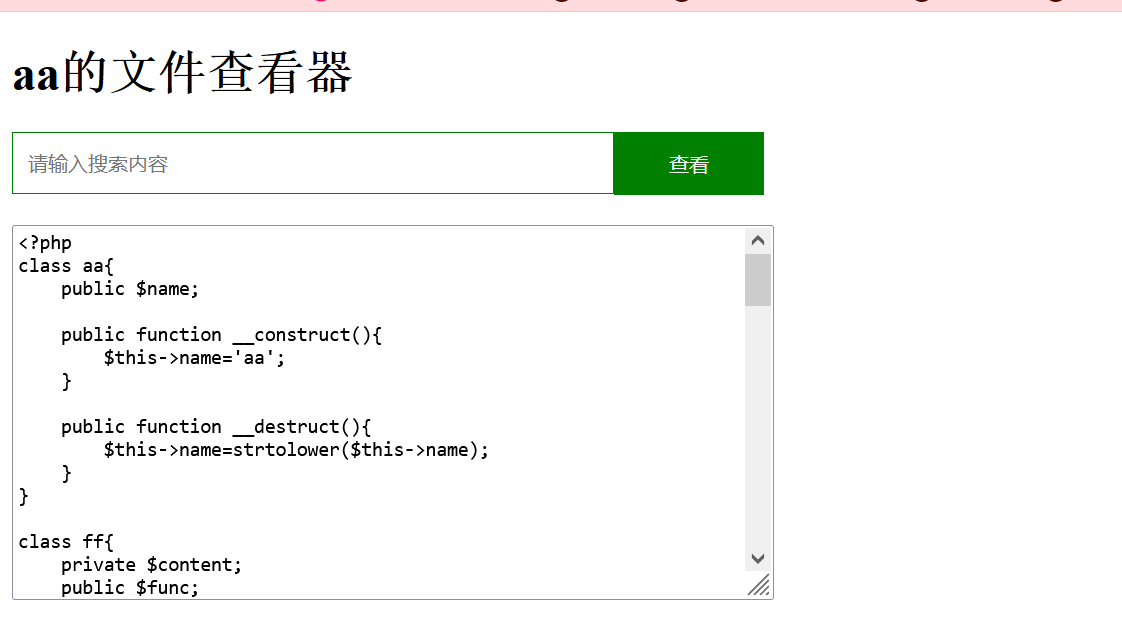 aa的文件查看器
请输入搜索内容
查看
<?php
class aa{
    public $name;

    public function __construct(){
        $this->name='aa';
    }

    public function __destruct(){
        $this->name=strtolower($this->name);
    }
}

class ff{
    private $content;
    public $func;